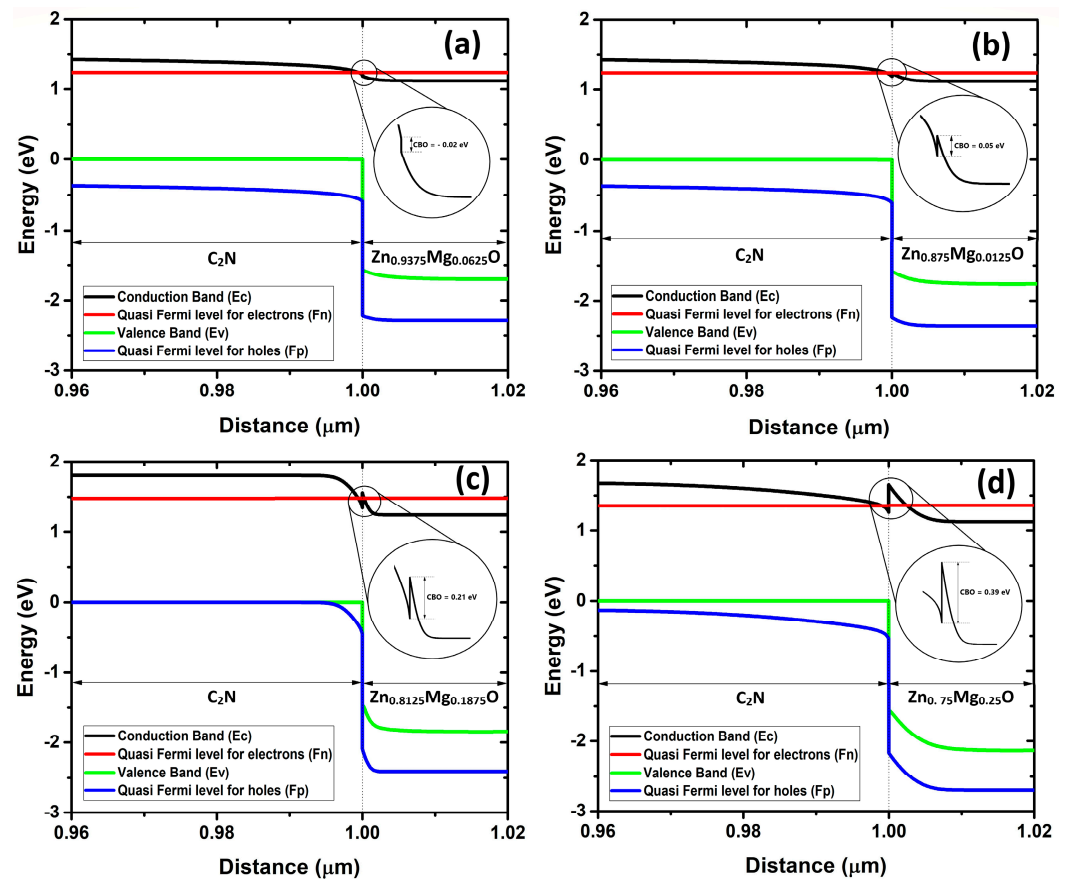 (a)
2
1
0
-1
-2
-3
Energy (eV)
CBO = - 0.02 eV
C₂N
Zn₀.₉₃₇₅Mg₀.₀₆₂₅O
Conduction Band (Ec)
Quasi Fermi level for electrons (Fn)
Valence Band (Ev)
Quasi Fermi level for holes (Fp)
0.96 0.98 1.00 1.02
Distance (μm)
(b)
2
1
0
-1
-2
-3
Energy (eV)
CBO = 0.05 eV
C₂N
Zn₀.₈₇₅Mg₀.₀₁₂₅O
Conduction Band (Ec)
Quasi Fermi level for electrons (Fn)
Valence Band (Ev)
Quasi Fermi level for holes (Fp)
0.96 0.98 1.00 1.02
Distance (μm)
(c)
2
1
0
-1
-2
-3
Energy (eV)
CBO = 0.21 eV
C₂N
Zn₀.₈₁₂₅Mg₀.₁₈₇₅O
Conduction Band (Ec)
Quasi Fermi level for electrons (Fn)
Valence Band (Ev)
Quasi Fermi level for holes (Fp)
0.96 0.98 1.00 1.02
Distance (μm)
(d)
2
1
0
-1
-2
-3
Energy (eV)
CBO = 0.39 eV
C₂N
Zn₀.₇₅Mg₀.₂₅O
Conduction Band (Ec)
Quasi Fermi level for electrons (Fn)
Valence Band (Ev)
Quasi Fermi level for holes (Fp)
0.96 0.98 1.00 1.02
Distance (μm)